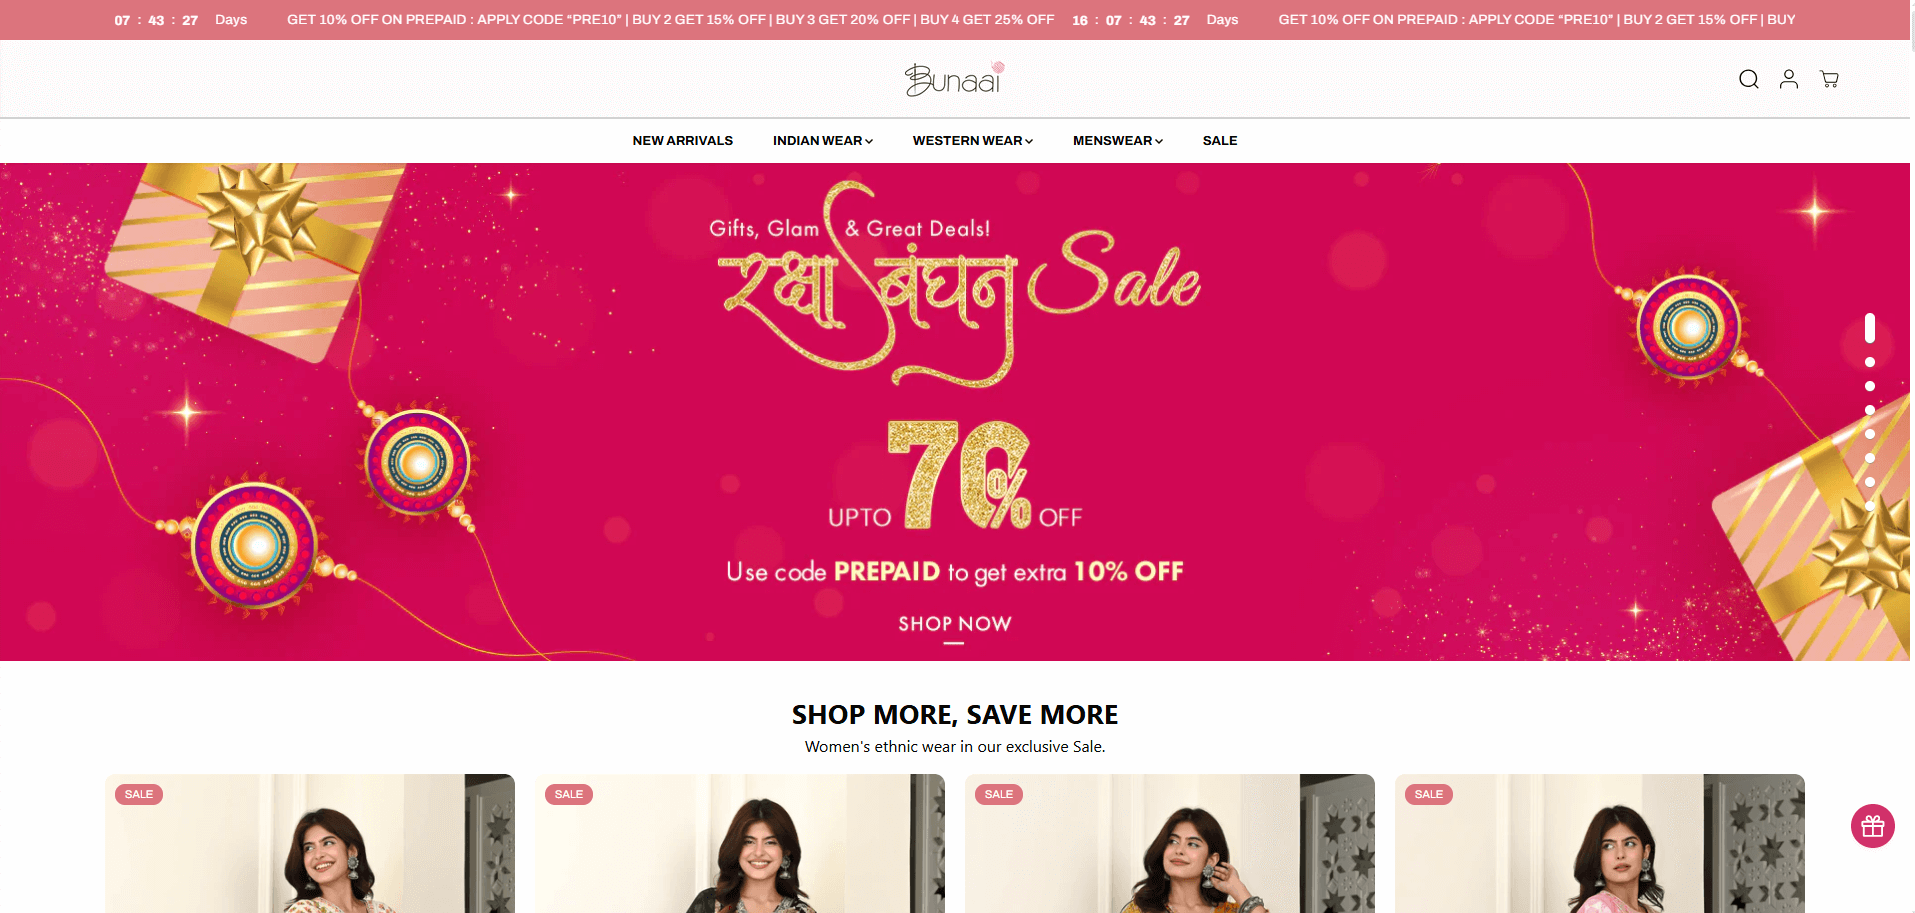 07 : 43 : 27 Days GET 10% OFF ON PREPAID : APPLY CODE “PRE10” | BUY 2 GET 15% OFF | BUY 3 GET 20% OFF | BUY 4 GET 25% OFF 16 : 07 : 43 : 27 Days GET 10% OFF ON PREPAID : APPLY CODE “PRE10” | BUY 2 GET 15% OFF | BUY
Bunaai
NEW ARRIVALS INDIAN WEAR WESTERN WEAR MENSWEAR SALE
Gifts, Glam & Great Deals!
रक्षा बंधन Sale
UPTO 70% OFF
Use code PREPAID to get extra 10% OFF
SHOP NOW
SHOP MORE, SAVE MORE
Women's ethnic wear in our exclusive Sale.
SALE SALE SALE SALE